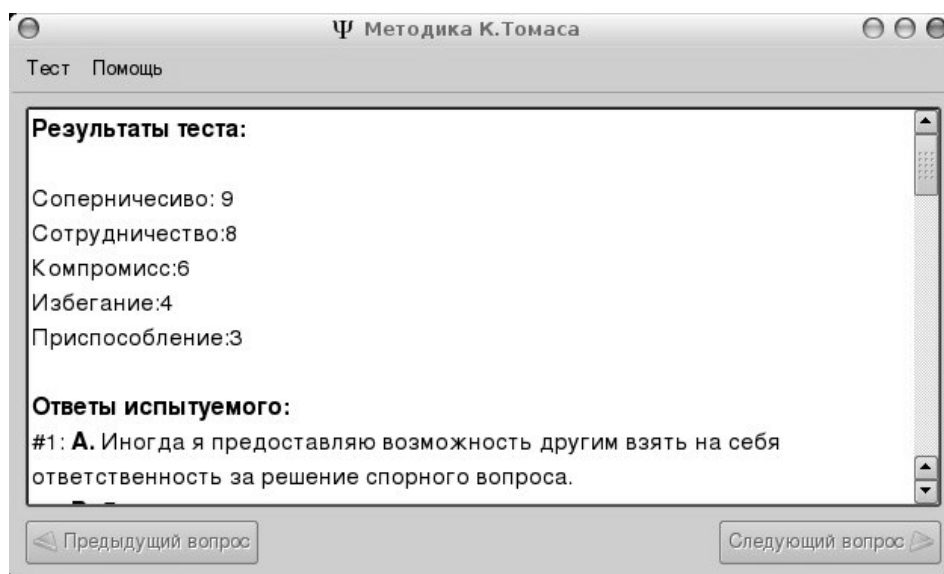 Ψ Методика К.Томаса
Тест Помощь
Результаты теста:
Соперничесиво: 9
Сотрудничество:8
Компромисс:6
Избегание:4
Приспособление:3
Ответы испытуемого:
#1: А. Иногда я предоставляю возможность другим взять на себя
ответственность за решение спорного вопроса.
Предыдущий вопрос
Следующий вопрос